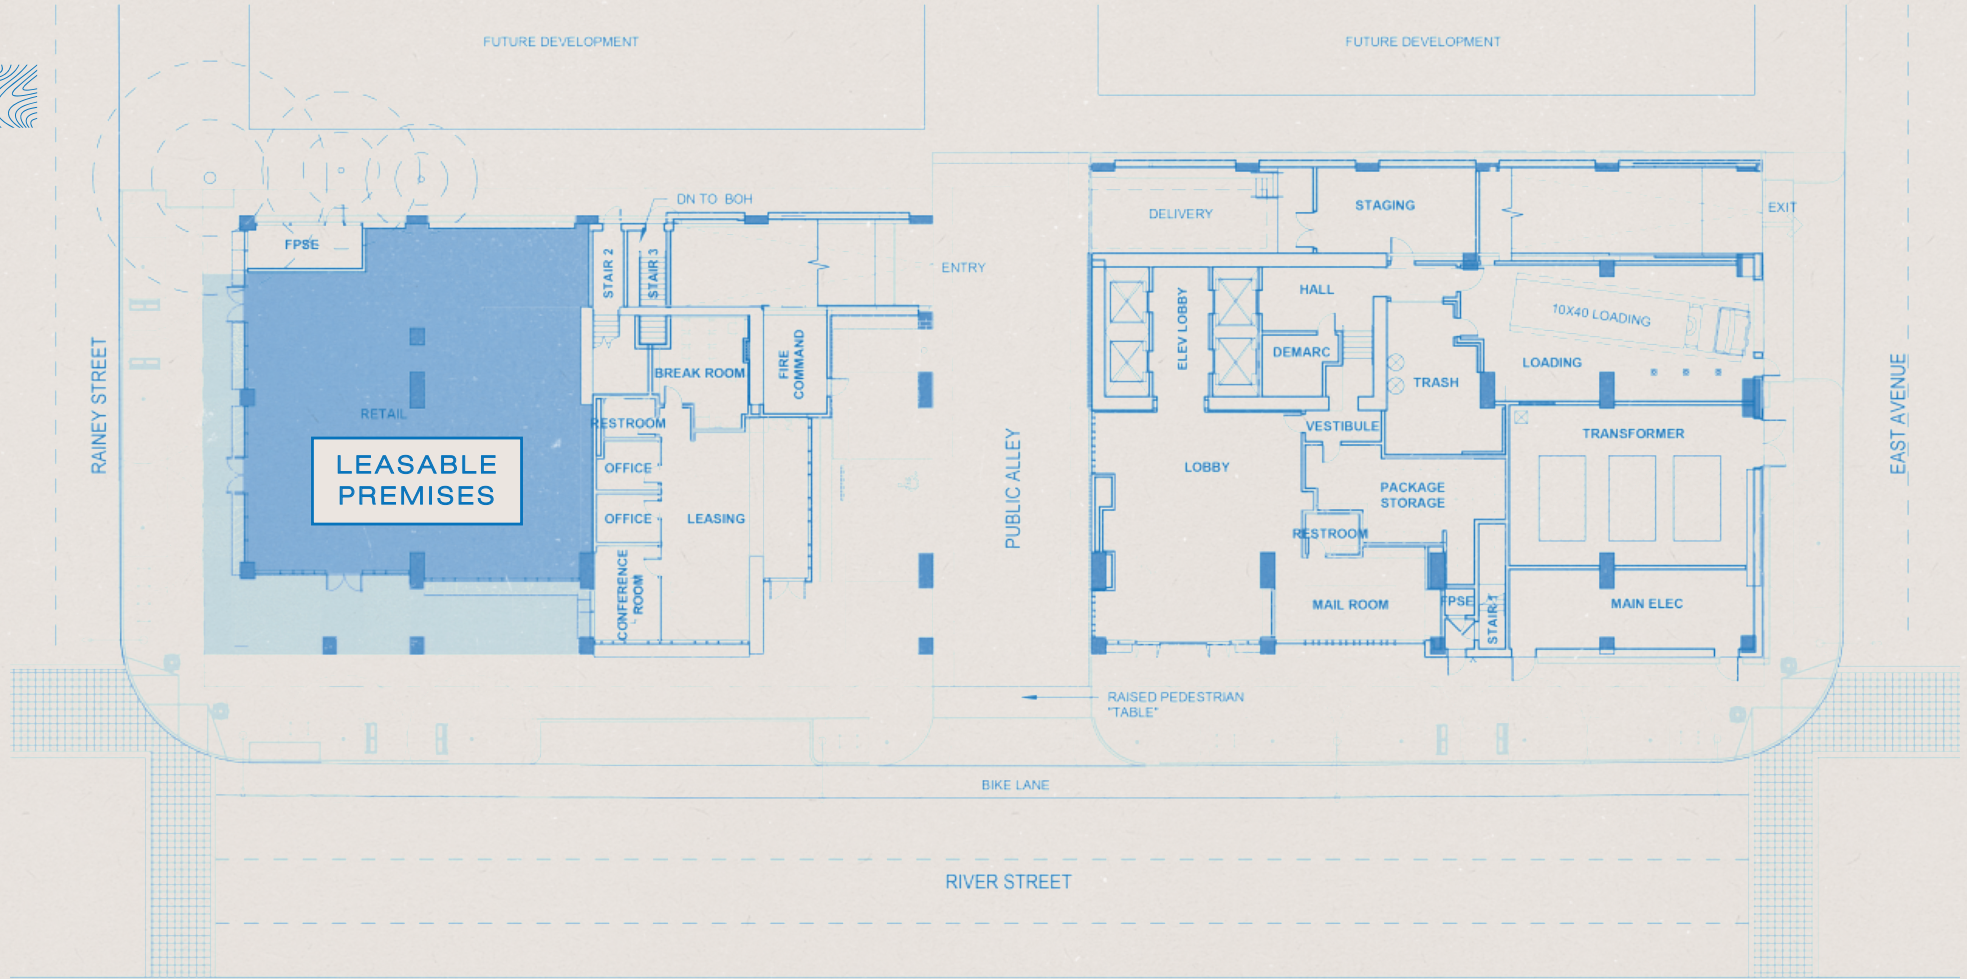 FUTURE DEVELOPMENT
FUTURE DEVELOPMENT
DN TO BOH
DELIVERY
STAGING
EXIT
FPSE
STAIR 2
STAIR 3
ENTRY
HALL
ELEV LOBBY
10X40 LOADING
DEMARC
LOADING
TRASH
BREAK ROOM
FIRE
COMMAND
RAINEY STREET
RETAIL
LEASABLE
PREMISES
RESTROOM
OFFICE
OFFICE
LEASING
CONFERENCE
ROOM
PUBLIC ALLEY
LOBBY
VESTIBULE
TRANSFORMER
EAST AVENUE
PACKAGE
STORAGE
RESTROOM
MAIL ROOM
FPSE
STAIR 1
MAIN ELEC
RAISED PEDESTRIAN
"TABLE"
BIKE LANE
RIVER STREET